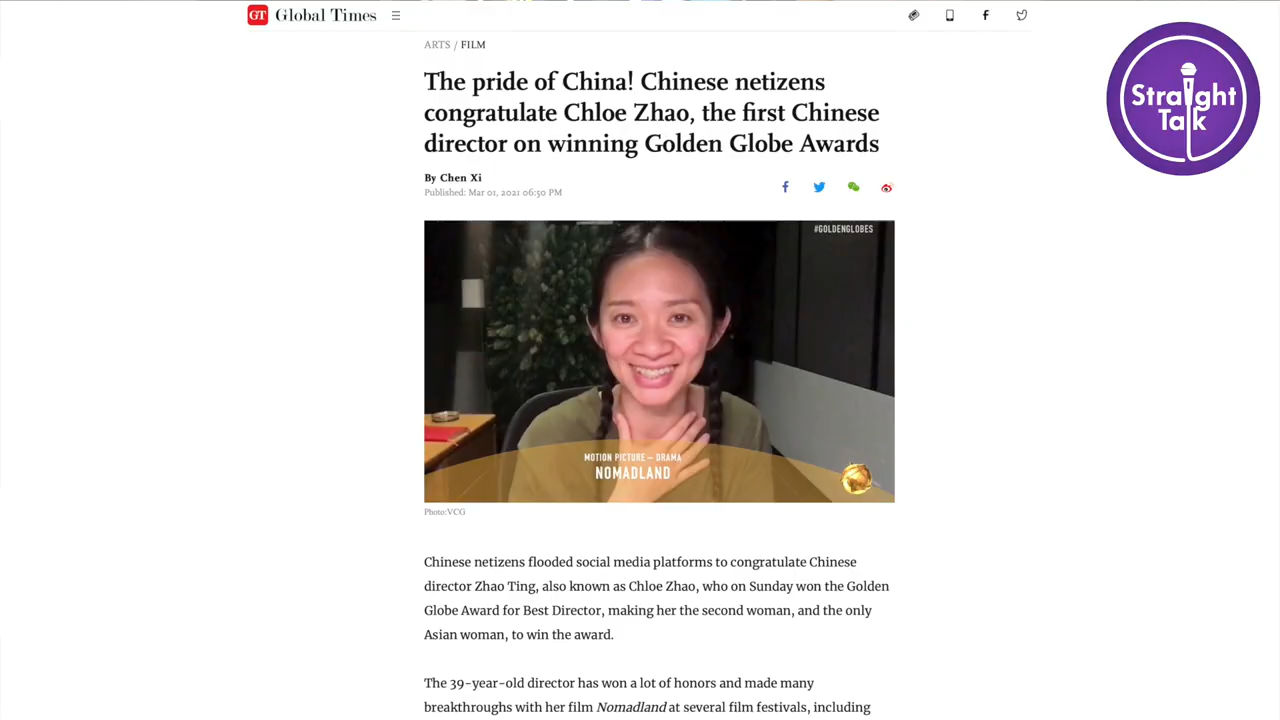 GT Global Times
ARTS / FILM
The pride of China! Chinese netizens
congratulate Chloe Zhao, the first Chinese
director on winning Golden Globe Awards
By Chen Xi
Published: Mar 01, 2021 06:50 PM
#GOLDENGLOBES
MOTION PICTURE – DRAMA
NOMADLAND
Photo:VCG
Chinese netizens flooded social media platforms to congratulate Chinese
director Zhao Ting, also known as Chloe Zhao, who on Sunday won the Golden
Globe Award for Best Director, making her the second woman, and the only
Asian woman, to win the award.
The 39-year-old director has won a lot of honors and made many
breakthroughs with her film Nomadland at several film festivals, including
Straight
Talk